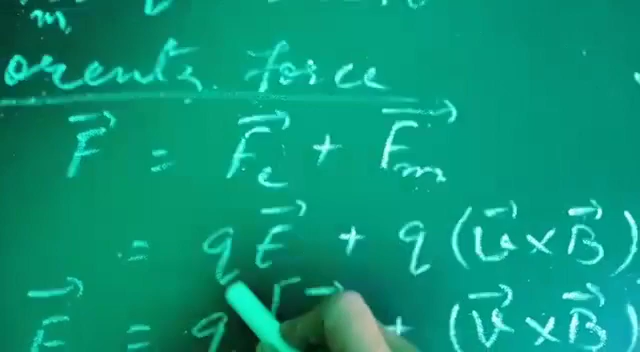 m
orentz force
F⃗ = F⃗e + F⃗m
= qE⃗ + q (v⃗ × B⃗)
F⃗ = q [ + (v⃗ × B⃗)